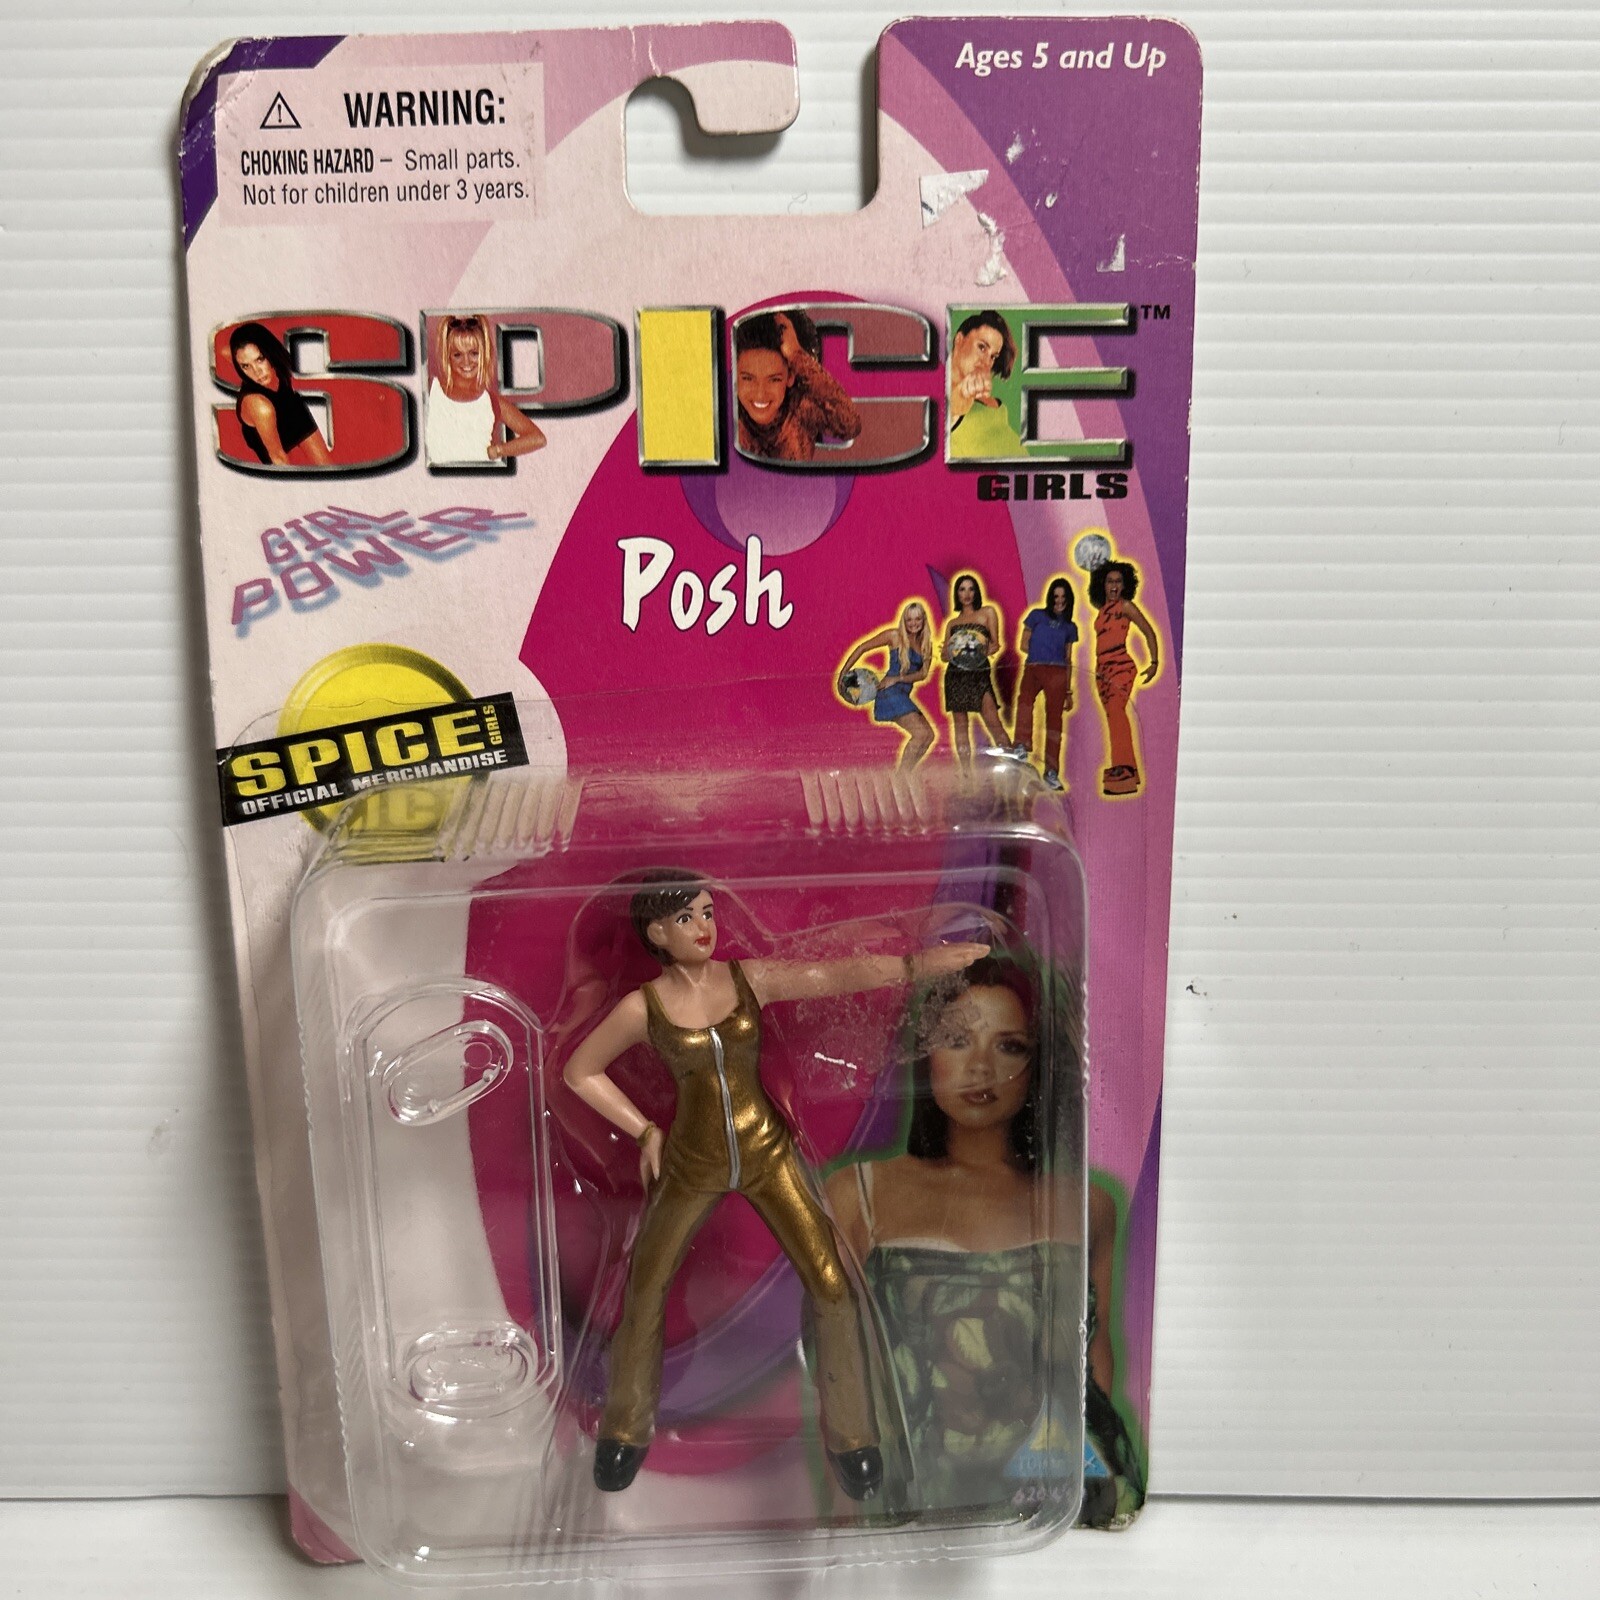 Ages 5 and Up
WARNING:
CHOKING HAZARD – Small parts.
Not for children under 3 years.
SPICE™
GIRLS
GIRL
POWER
Posh
SPICE GIRLS
OFFICIAL MERCHANDISE